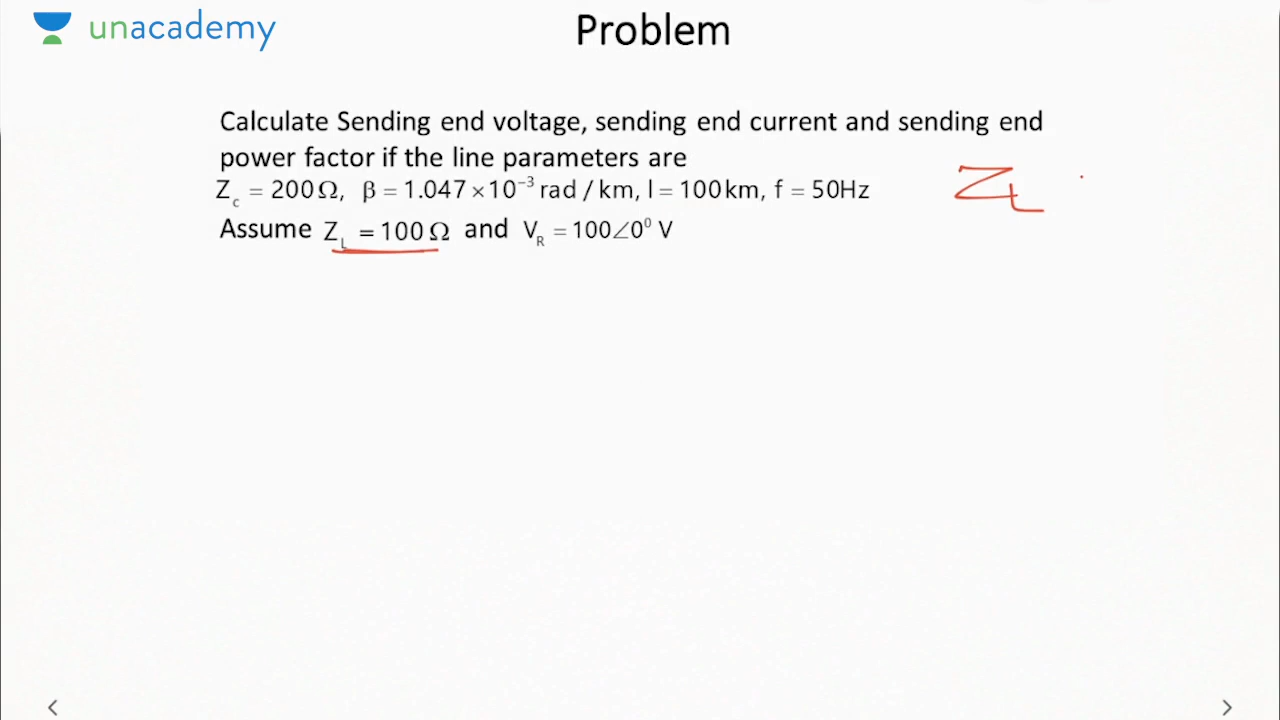 unacademy
Problem
Calculate Sending end voltage, sending end current and sending end
power factor if the line parameters are
Z_c = 200 Ω, β = 1.047 ×10⁻³ rad / km, l = 100 km, f = 50Hz
Assume Z_L = 100 Ω and V_R = 100∠0⁰ V
Z_L